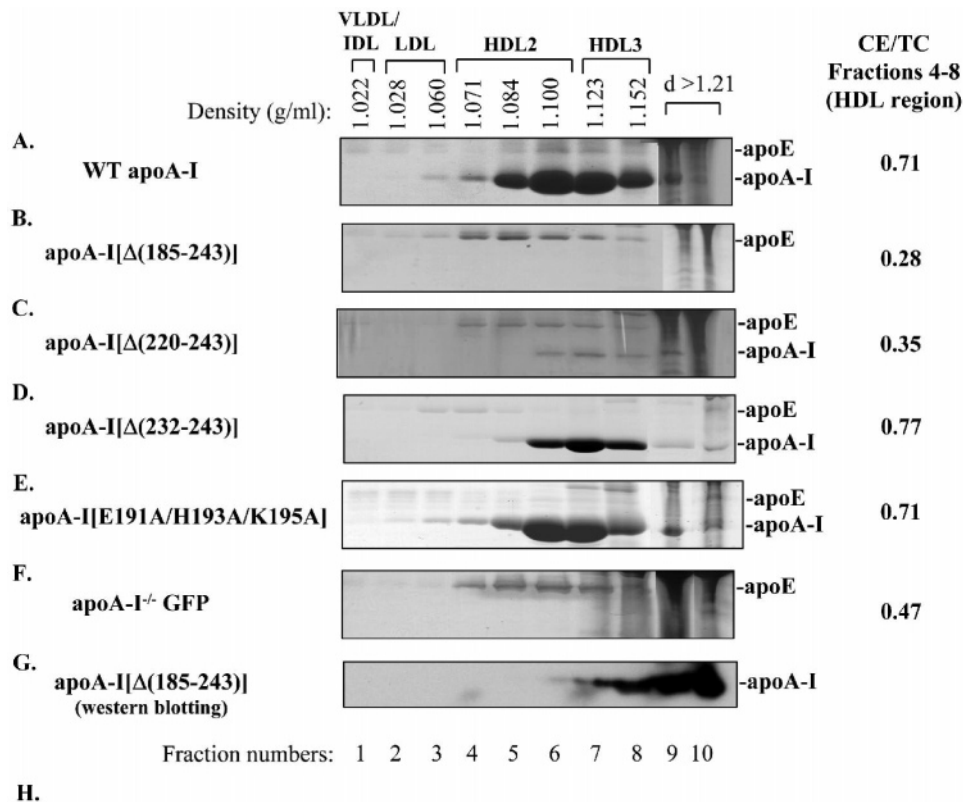 VLDL/
IDL LDL HDL2 HDL3 CE/TC
Fractions 4-8
(HDL region)
Density (g/ml): 1.022 1.028 1.060 1.071 1.084 1.100 1.123 1.152 d >1.21
A.
WT apoA-I -apoE
-apoA-I 0.71
B.
apoA-I[Δ(185-243)] -apoE 0.28
C.
apoA-I[Δ(220-243)] -apoE
-apoA-I 0.35
D.
apoA-I[Δ(232-243)] -apoE
-apoA-I 0.77
E.
apoA-I[E191A/H193A/K195A] -apoE
-apoA-I 0.71
F.
apoA-I-/- GFP -apoE 0.47
G.
apoA-I[Δ(185-243)] -apoA-I
(western blotting)
Fraction numbers: 1 2 3 4 5 6 7 8 9 10
H.